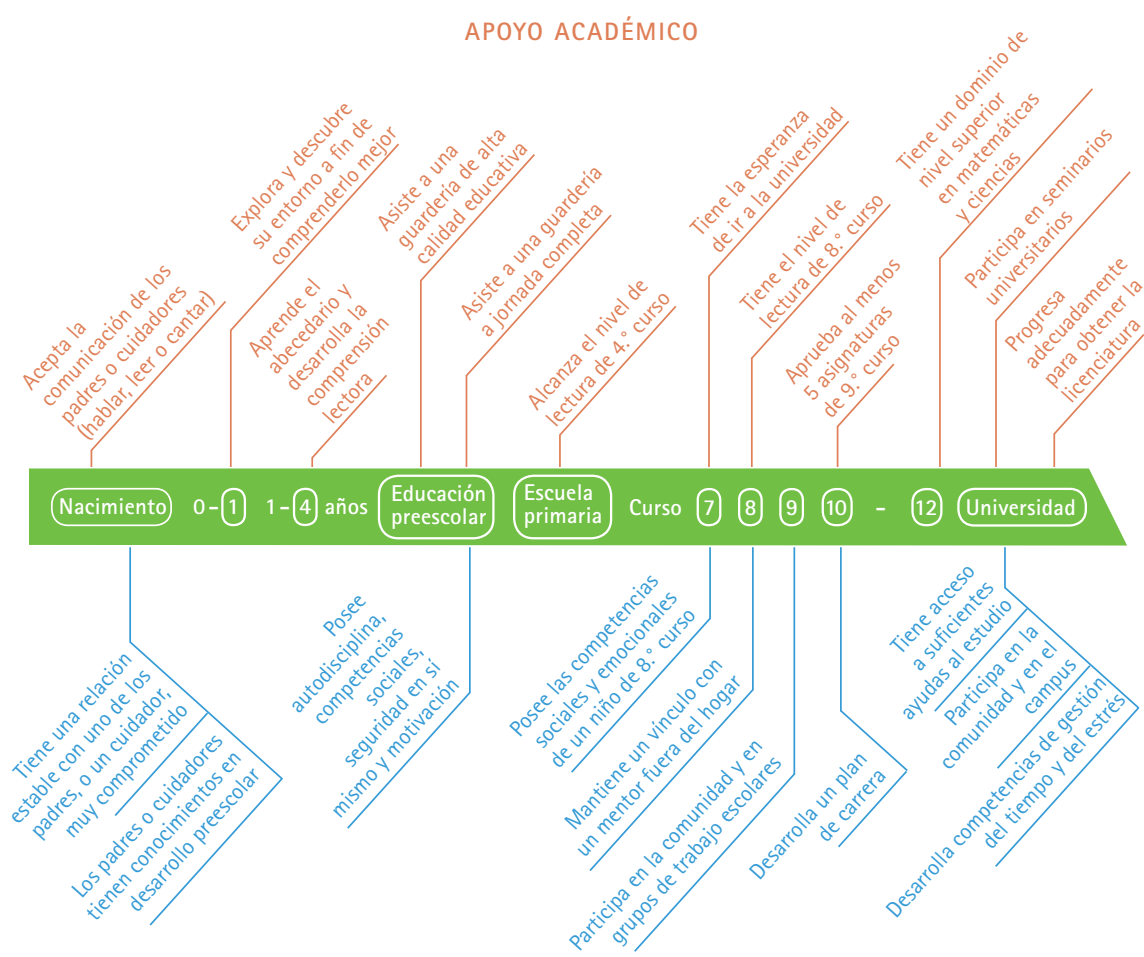 APOYO ACADÉMICO
Acepta la
comunicación de los
padres o cuidadores
(hablar, leer o cantar)
Explora y descubre
su entorno a fin de
comprenderlo mejor
Aprende el
abecedario y
desarrolla la
comprensión
lectora
Asiste a una
guardería de alta
calidad educativa
Asiste a una guardería
a jornada completa
Alcanza el nivel de
lectura de 4.° curso
Tiene la esperanza
de ir a la universidad
Tiene el nivel de
lectura de 8.° curso
Aprueba al menos
5 asignaturas
de 9.° curso
Tiene un dominio de
nivel superior
en matemáticas
y ciencias
Participa en seminarios
universitarios
Progresa
adecuadamente
para obtener la
licenciatura
Nacimiento 0-1 1-4 años Educación preescolar Escuela primaria Curso 7 8 9 10 - 12 Universidad
Tiene una relación
estable con uno de los
padres, o un cuidador,
muy comprometido
Los padres o cuidadores
tienen conocimientos en
desarrollo preescolar
Posee
autodisciplina,
competencias
sociales,
seguridad en sí
mismo y motivación
Posee las competencias
sociales y emocionales
de un niño de 8.° curso
Mantiene un vínculo con
un mentor fuera del hogar
Participa en la comunidad y en
grupos de trabajo escolares
Desarrolla un plan
de carrera
Tiene acceso
a suficientes
ayudas al estudio
Participa en la
comunidad y en el
campus
Desarrolla competencias de gestión
del tiempo y del estrés